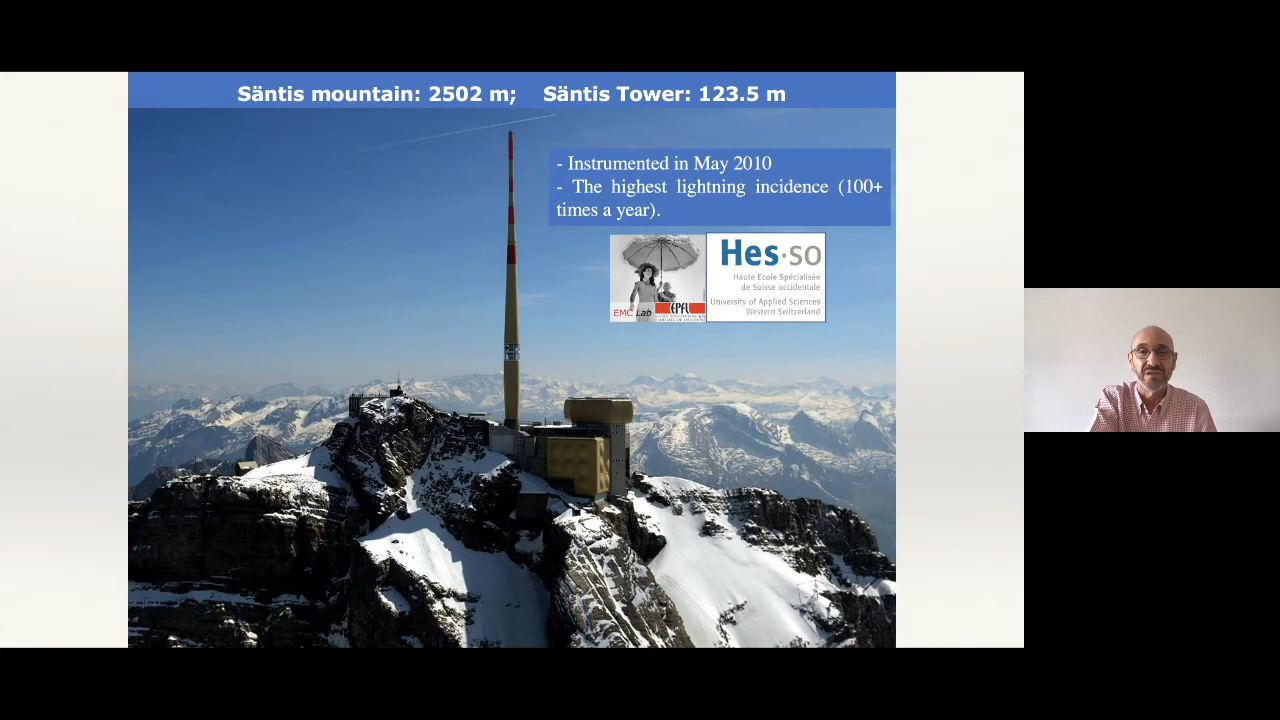 Säntis mountain: 2502 m;    Säntis Tower: 123.5 m
- Instrumented in May 2010
- The highest lightning incidence (100+
times a year).
EMC Lab
EPFL
Hes·so
Haute Ecole Spécialisée
de Suisse occidentale
University of Applied Sciences
Western Switzerland